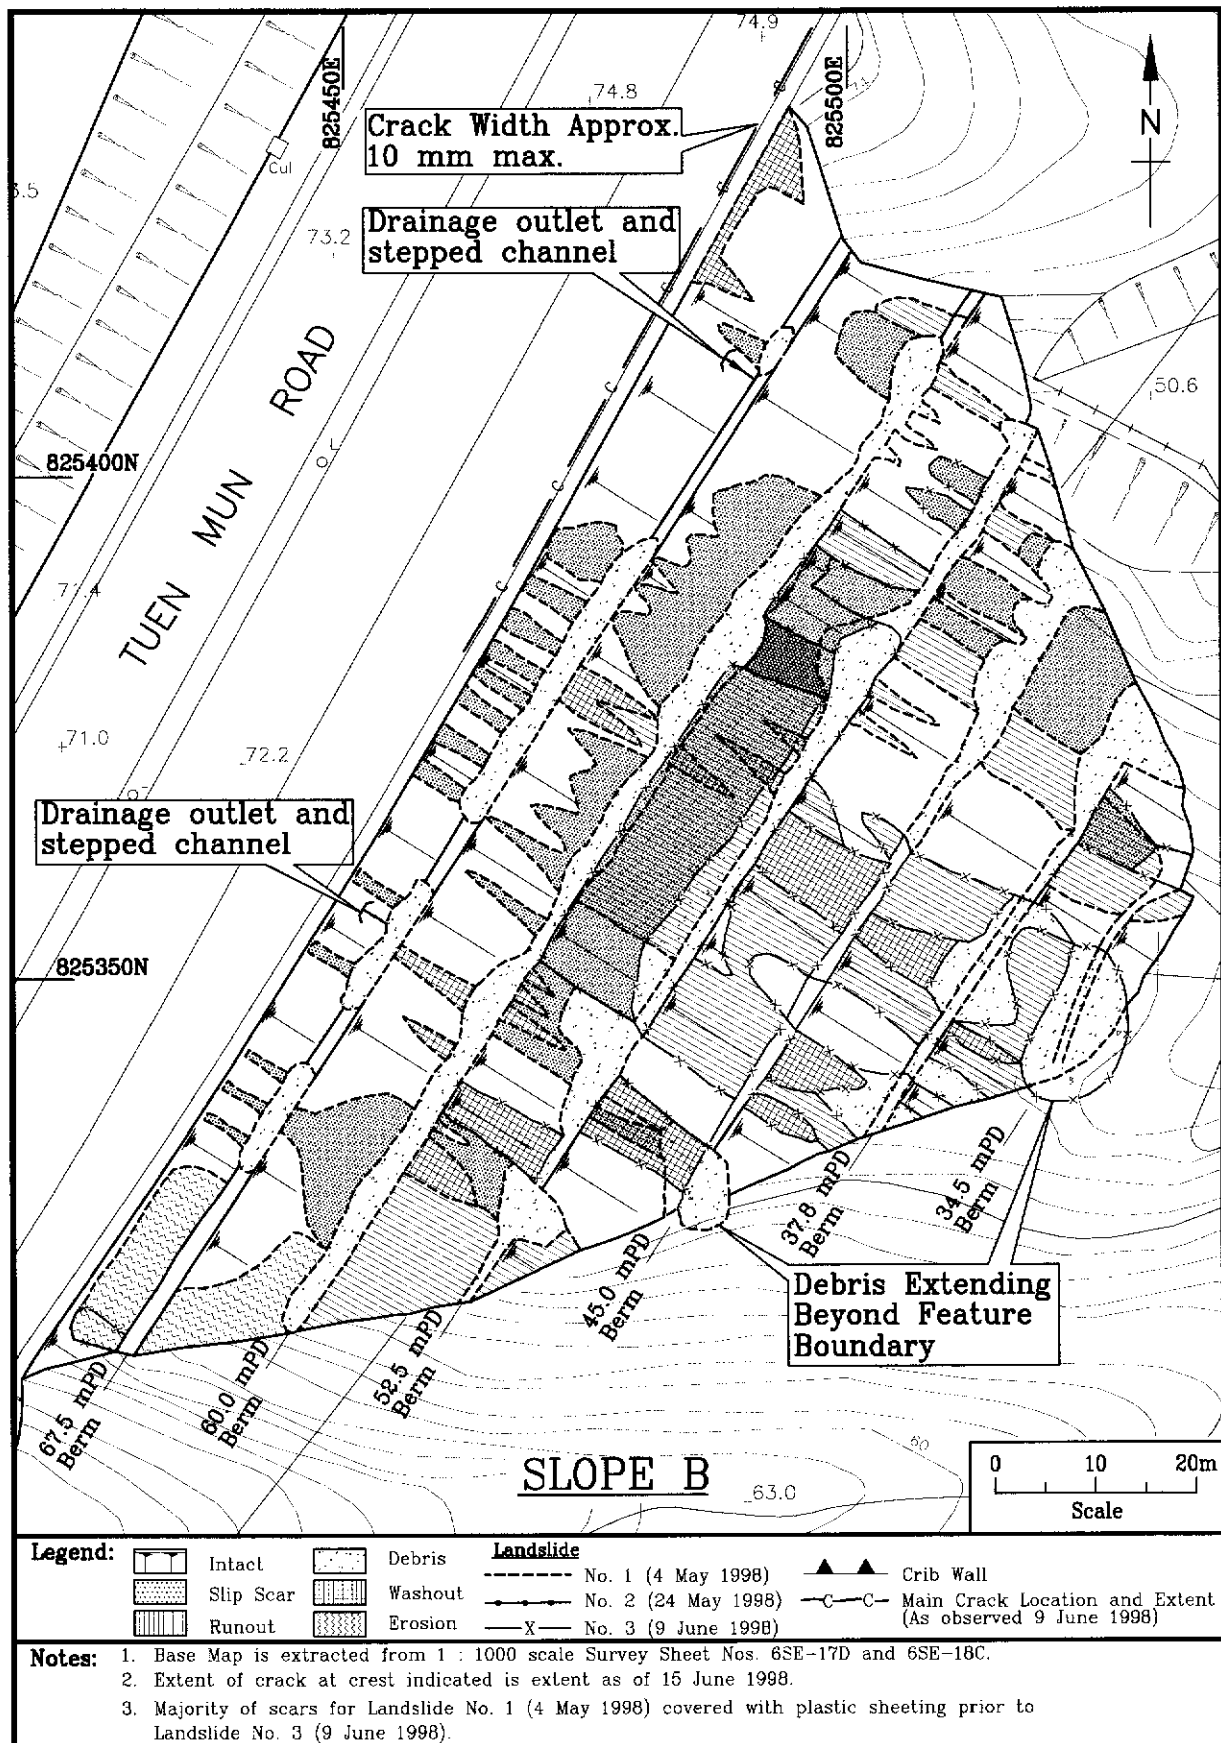 74.9
825450E
825500E
74.8
Crack Width Approx.
10 mm max.
N
Cul
3.5
Drainage outlet and
stepped channel
73.2
50.6
TUEN MUN ROAD
825400N
71.4
71.0
72.2
Drainage outlet and
stepped channel
825350N
67.5 mPD
Berm
60.0 mPD
Berm
52.5 mPD
Berm
45.0 mPD
Berm
37.8 mPD
Berm
34.5 mPD
Berm
Debris Extending
Beyond Feature
Boundary
SLOPE B
63.0
60
0 10 20m
Scale
Legend:
Intact
Slip Scar
Runout
Debris
Washout
Erosion
Landslide
No. 1 (4 May 1998)
No. 2 (24 May 1998)
X No. 3 (9 June 1998)
Crib Wall
C C Main Crack Location and Extent
(As observed 9 June 1998)
Notes: 1. Base Map is extracted from 1 : 1000 scale Survey Sheet Nos. 6SE-17D and 6SE-18C.
2. Extent of crack at crest indicated is extent as of 15 June 1998.
3. Majority of scars for Landslide No. 1 (4 May 1998) covered with plastic sheeting prior to
Landslide No. 3 (9 June 1998).